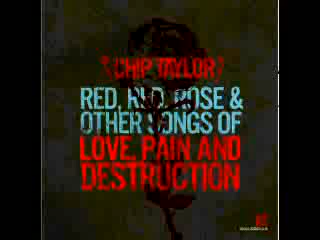 CHIP TAYLOR
RED, RED, ROSE &
OTHER SONGS OF
LOVE, PAIN AND
DESTRUCTION